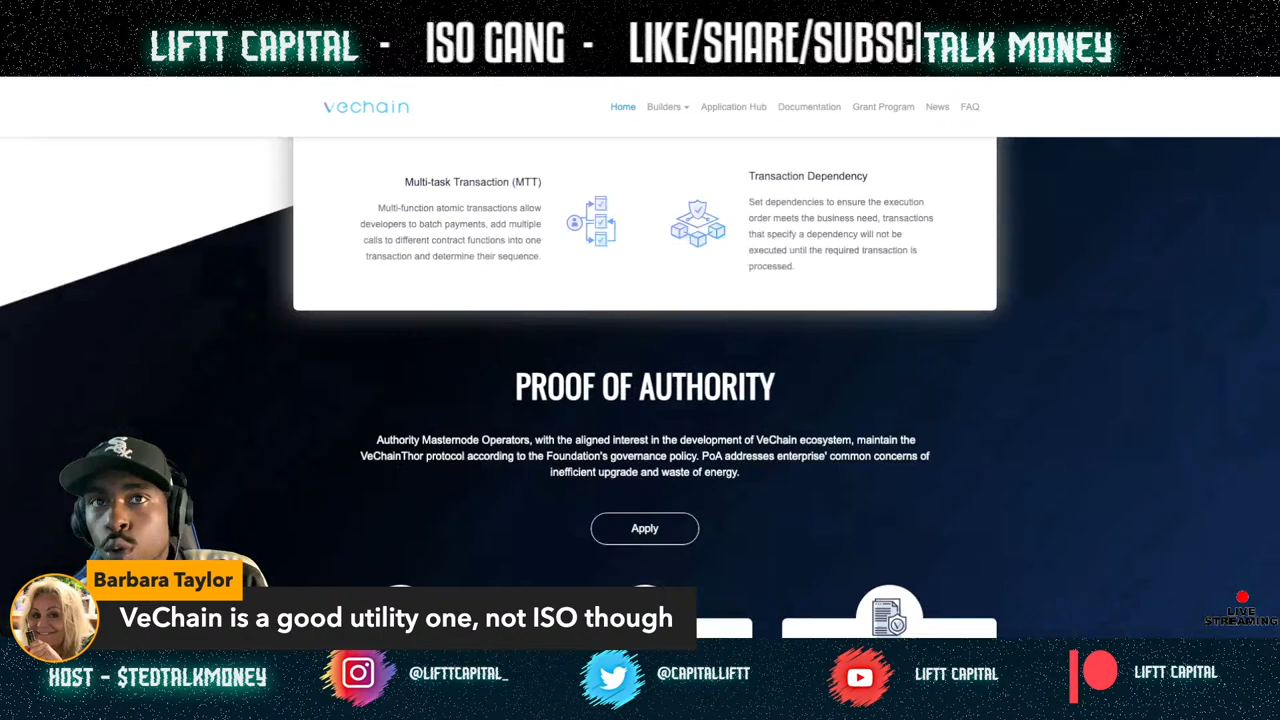 LIFTT CAPITAL - ISO GANG - LIKE/SHARE/SUBSCI
TALK MONEY
vechain
Home Builders Application Hub Documentation Grant Program News FAQ
Multi-task Transaction (MTT)
Multi-function atomic transactions allow
developers to batch payments, add multiple
calls to different contract functions into one
transaction and determine their sequence.
Transaction Dependency
Set dependencies to ensure the execution
order meets the business need, transactions
that specify a dependency will not be
executed until the required transaction is
processed.
PROOF OF AUTHORITY
Authority Masternode Operators, with the aligned interest in the development of VeChain ecosystem, maintain the
VeChainThor protocol according to the Foundation's governance policy. PoA addresses enterprise' common concerns of
inefficient upgrade and waste of energy.
Apply
Barbara Taylor
VeChain is a good utility one, not ISO though
LIVE
STREAMING
HOST - $TEDTALKMONEY
@LIFTTCAPITAL_
@CAPITALLIFTT
LIFTT CAPITAL
LIFTT CAPITAL